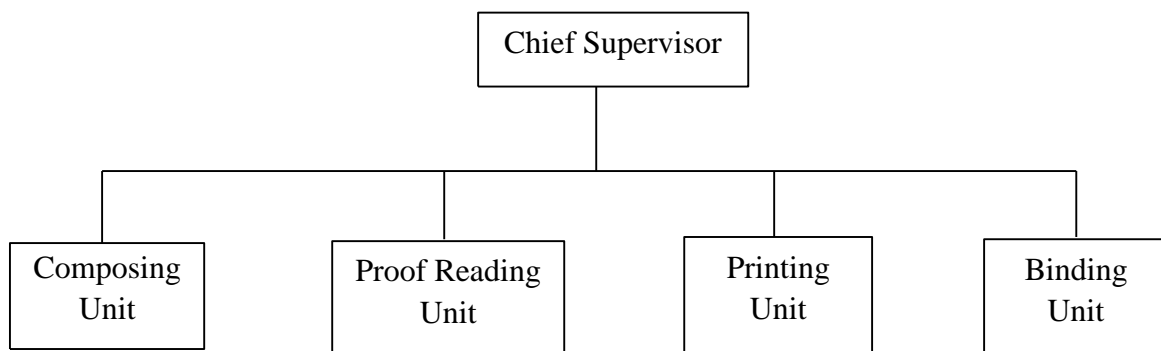 Chief Supervisor
Composing
Unit
Proof Reading
Unit
Printing
Unit
Binding
Unit